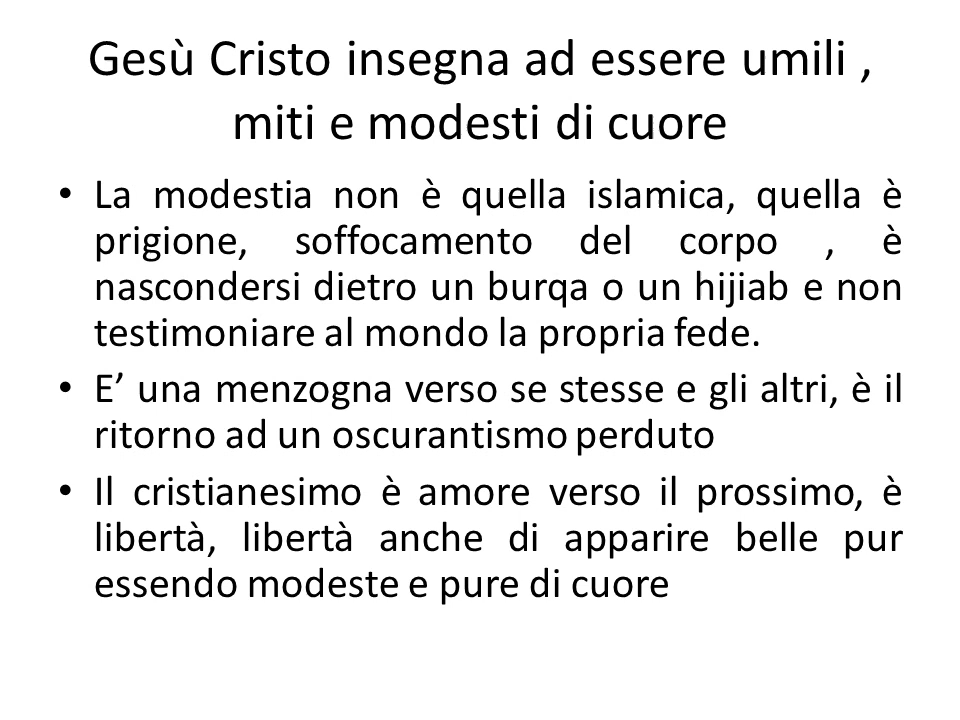 Gesù Cristo insegna ad essere umili ,
miti e modesti di cuore
• La modestia non è quella islamica, quella è
prigione, soffocamento del corpo , è
nascondersi dietro un burqa o un hijiab e non
testimoniare al mondo la propria fede.
• E’ una menzogna verso se stesse e gli altri, è il
ritorno ad un oscurantismo perduto
• Il cristianesimo è amore verso il prossimo, è
libertà, libertà anche di apparire belle pur
essendo modeste e pure di cuore